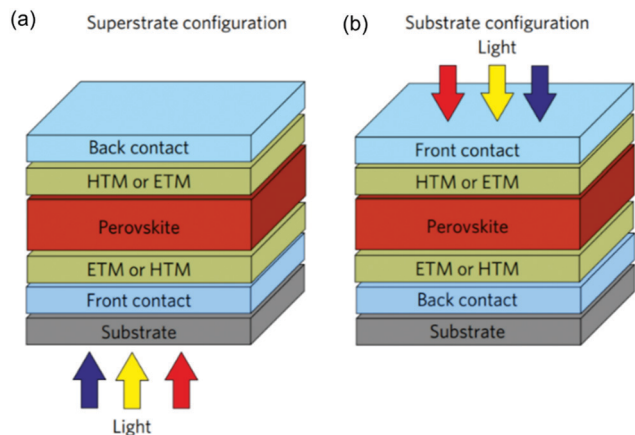 (a)
Superstrate configuration
Back contact
HTM or ETM
Perovskite
ETM or HTM
Front contact
Substrate
Light
(b)
Substrate configuration
Light
Front contact
HTM or ETM
Perovskite
ETM or HTM
Back contact
Substrate